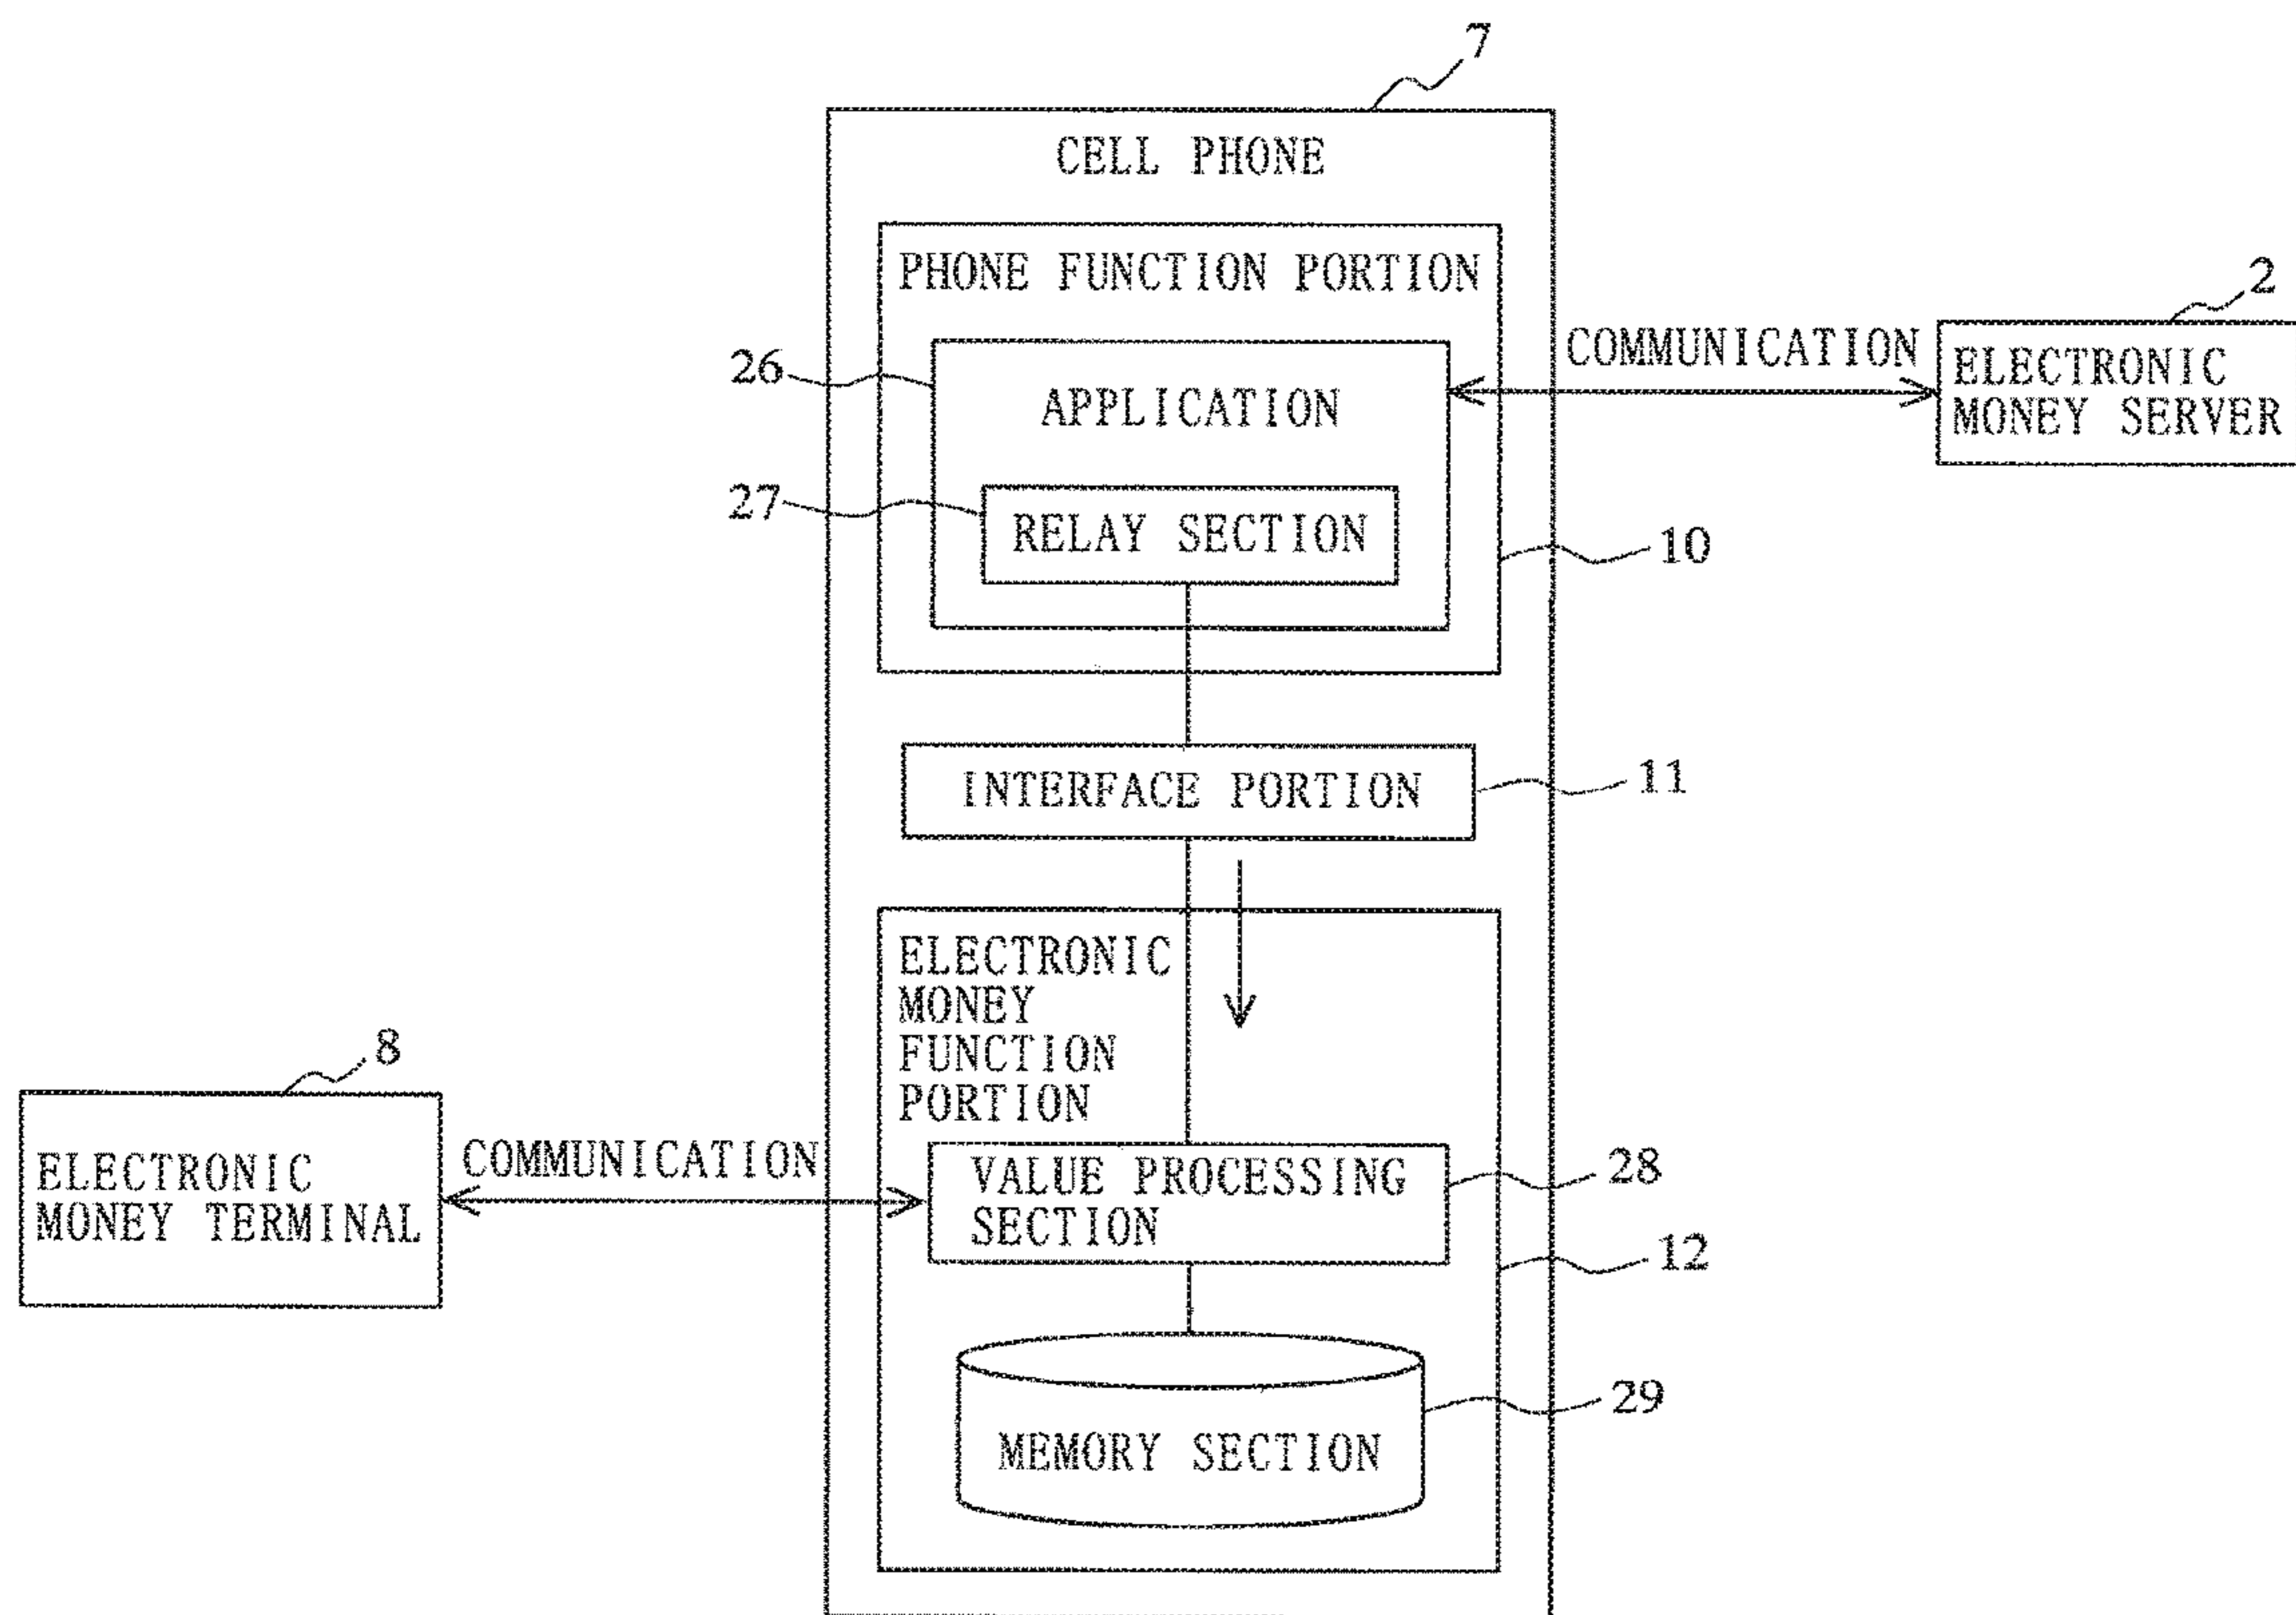 7
CELL PHONE
PHONE FUNCTION PORTION
2
26
APPLICATION
COMMUNICATION
ELECTRONIC
MONEY SERVER
27
RELAY SECTION
10
INTERFACE PORTION
11
ELECTRONIC
MONEY
FUNCTION
PORTION
8
ELECTRONIC
MONEY TERMINAL
COMMUNICATION
VALUE PROCESSING
SECTION
28
12
MEMORY SECTION
29